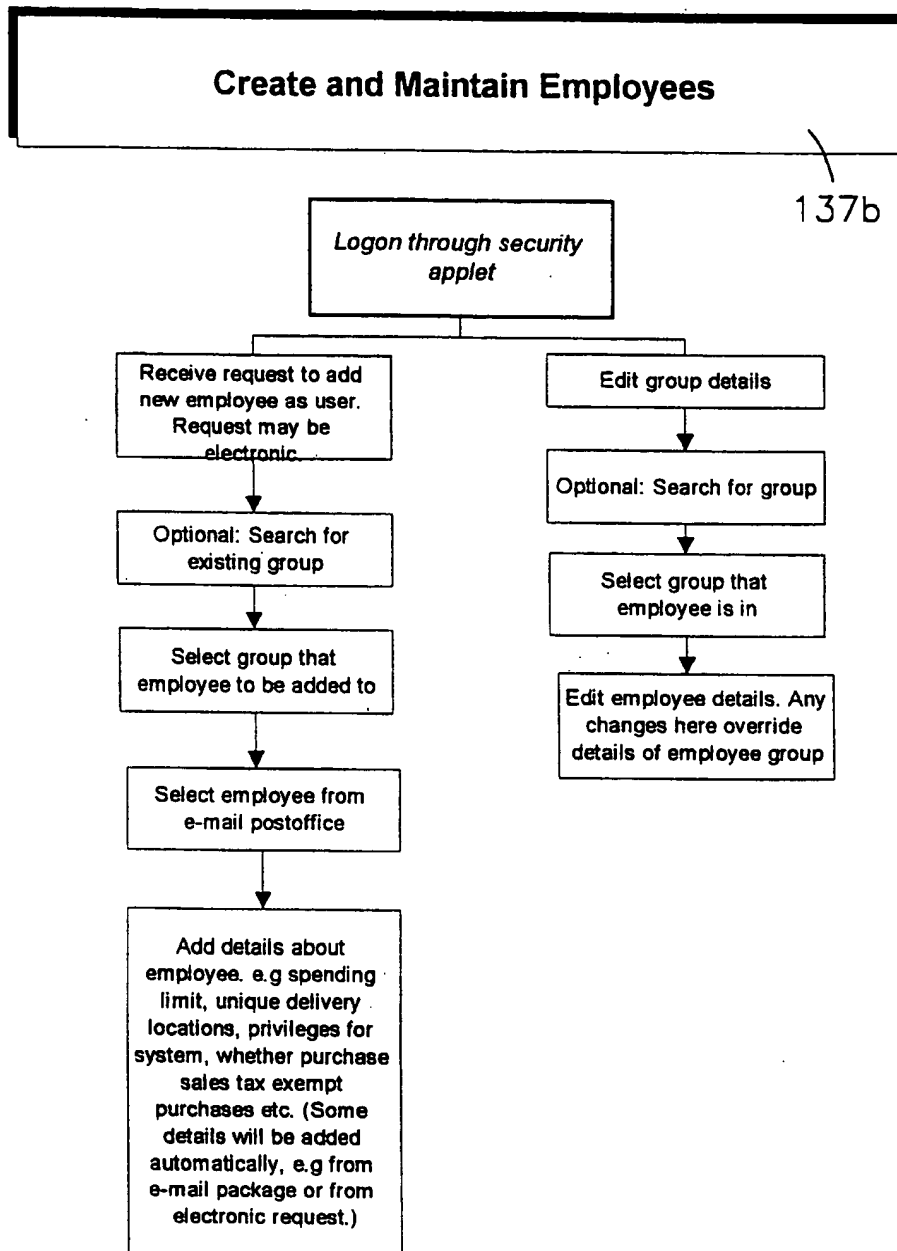 Create and Maintain Employees
137b
Logon through security
applet
Receive request to add
new employee as user.
Request may be
electronic.
Optional: Search for
existing group
Select group that
employee to be added to
Select employee from
e-mail postoffice
Add details about
employee. e.g spending
limit, unique delivery
locations, privileges for
system, whether purchase
sales tax exempt
purchases etc. (Some
details will be added
automatically, e.g from
e-mail package or from
electronic request.)
Edit group details
Optional: Search for group
Select group that
employee is in
Edit employee details. Any
changes here override
details of employee group